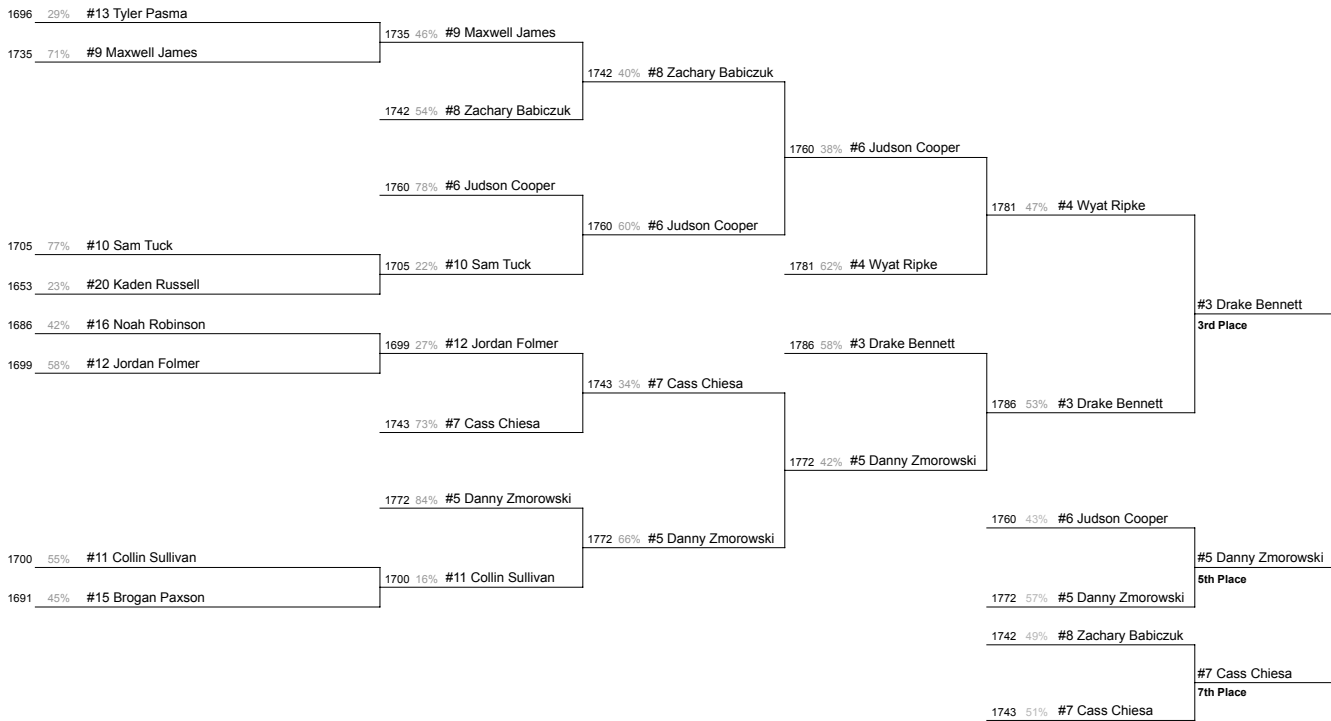 1696 29% #13 Tyler Pasma
1735 46% #9 Maxwell James
1735 71% #9 Maxwell James
1742 40% #8 Zachary Babiczuk
1742 54% #8 Zachary Babiczuk
1760 38% #6 Judson Cooper
1760 78% #6 Judson Cooper
1781 47% #4 Wyat Ripke
1760 60% #6 Judson Cooper
1705 77% #10 Sam Tuck
1705 22% #10 Sam Tuck
1781 62% #4 Wyat Ripke
1653 23% #20 Kaden Russell
#3 Drake Bennett
3rd Place
1686 42% #16 Noah Robinson
1699 27% #12 Jordan Folmer
1786 58% #3 Drake Bennett
1699 58% #12 Jordan Folmer
1743 34% #7 Cass Chiesa
1786 53% #3 Drake Bennett
1743 73% #7 Cass Chiesa
1772 42% #5 Danny Zmorowski
1772 84% #5 Danny Zmorowski
1760 43% #6 Judson Cooper
1772 66% #5 Danny Zmorowski
1700 55% #11 Collin Sullivan
#5 Danny Zmorowski
5th Place
1700 16% #11 Collin Sullivan
1691 45% #15 Brogan Paxson
1772 57% #5 Danny Zmorowski
1742 49% #8 Zachary Babiczuk
#7 Cass Chiesa
7th Place
1743 51% #7 Cass Chiesa